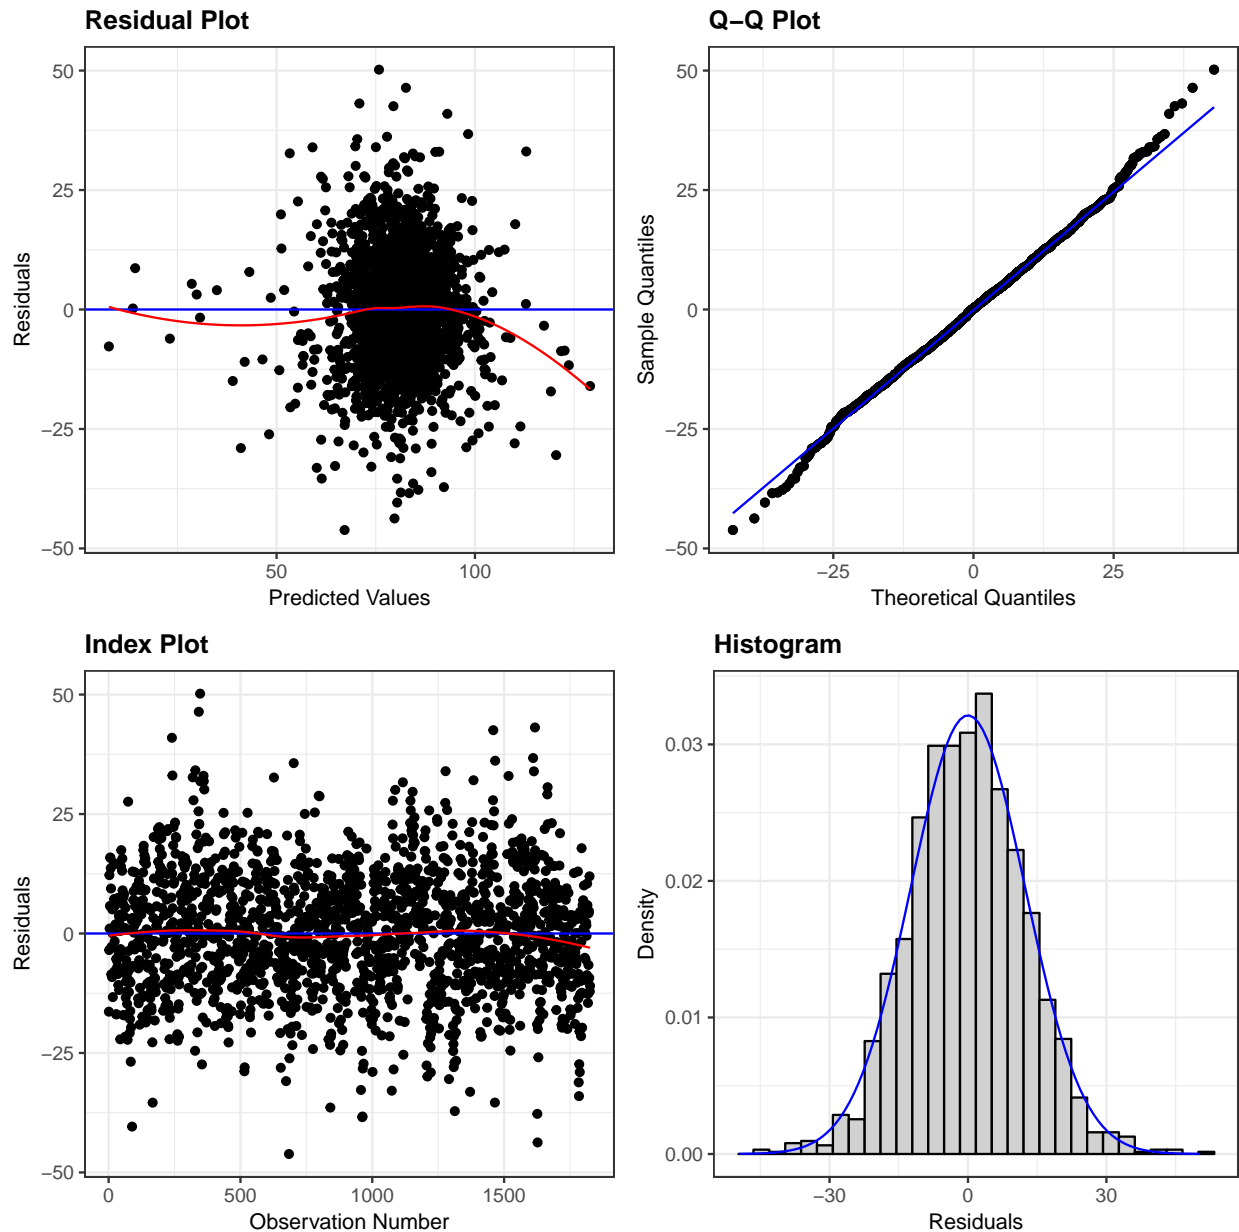 Residual Plot
50
25
0
−25
−50
Residuals
50
100
Predicted Values
Q−Q Plot
50
25
0
−25
−50
Sample Quantiles
−25
0
25
Theoretical Quantiles
Index Plot
50
25
0
−25
−50
Residuals
0
500
1000
1500
Observation Number
Histogram
0.03
0.02
0.01
0.00
Density
−30
0
30
Residuals